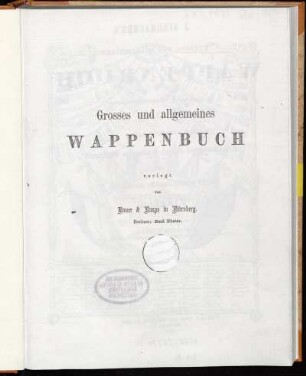 Grosses und allgemeines
WAPPENBUCH
verlegt
von
Bauer & Raspe in Nürnberg.